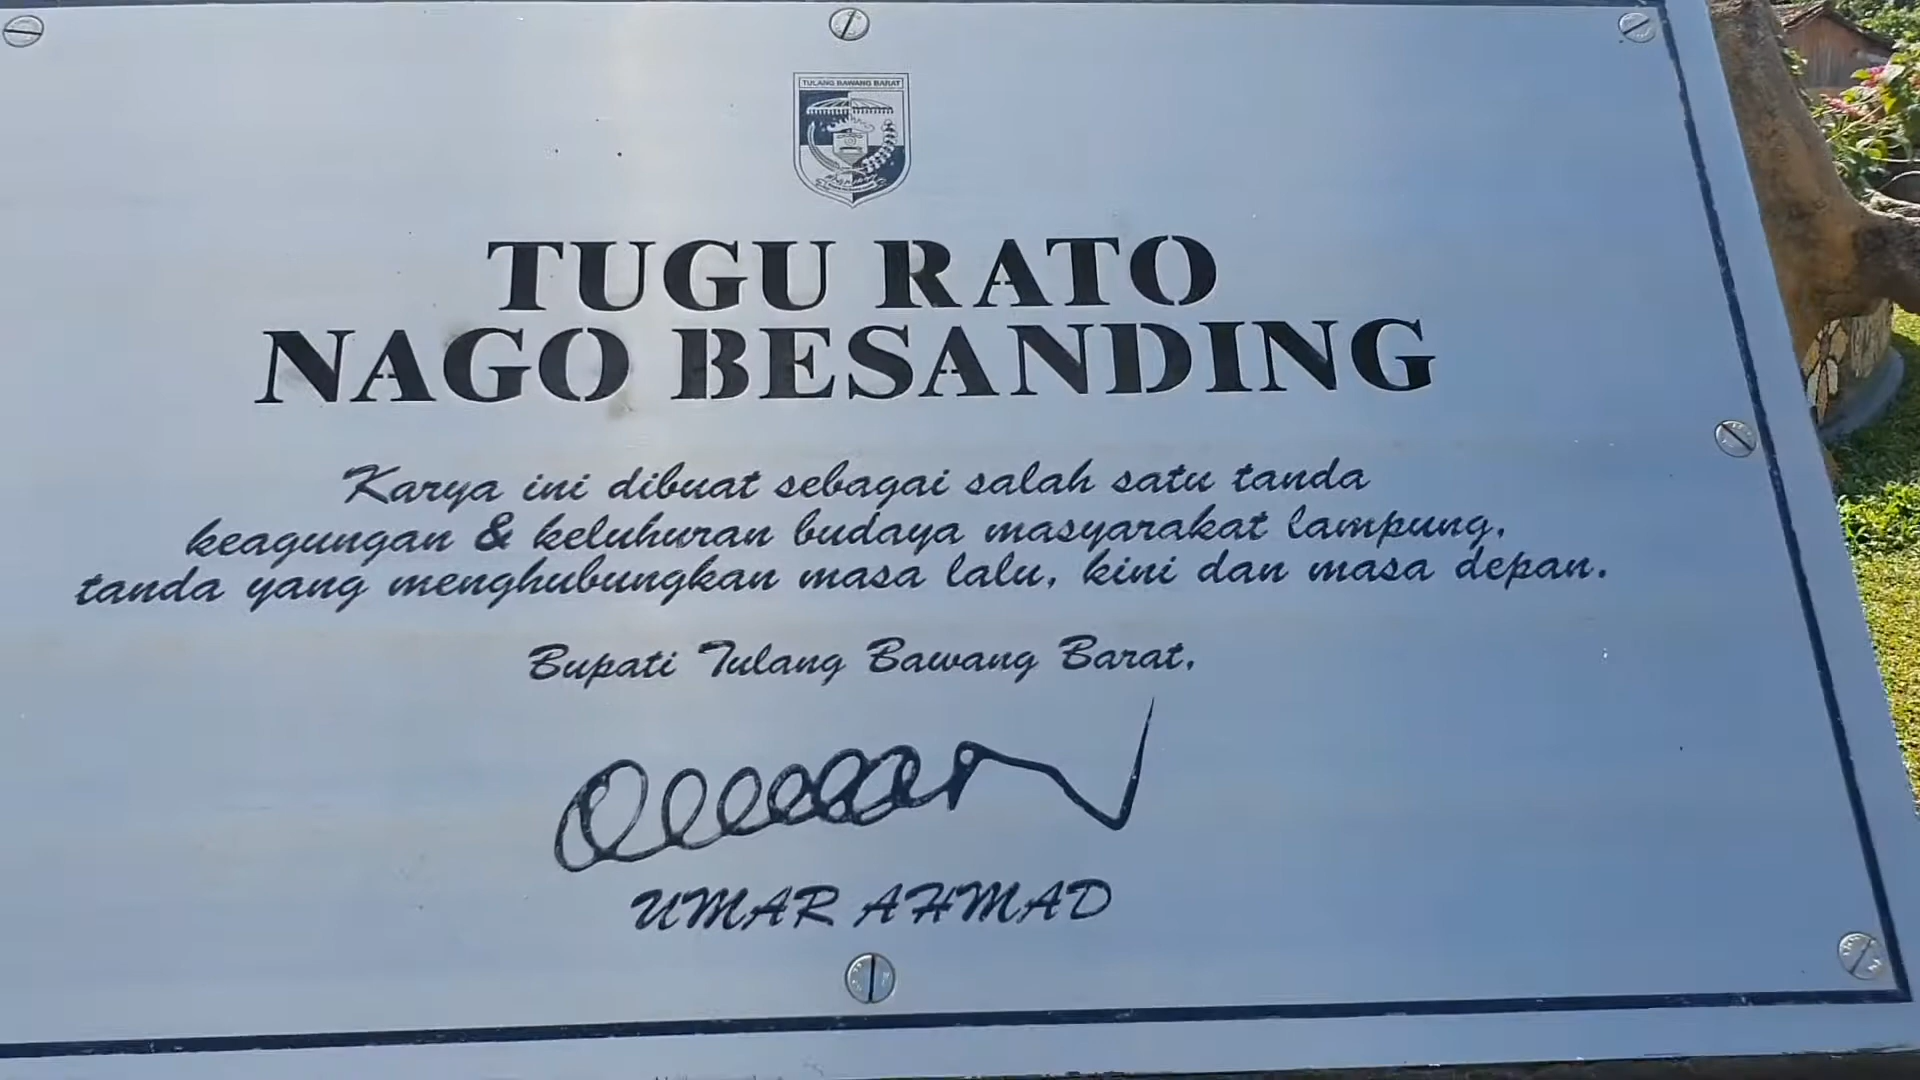 TULANG BAWANG BARAT
TUGU RATO
NAGO BESANDING
Karya ini dibuat sebagai salah satu tanda
keagungan & keluhuran budaya masyarakat lampung,
tanda yang menghubungkan masa lalu, kini dan masa depan.
Bupati Tulang Bawang Barat,
UMAR AHMAD